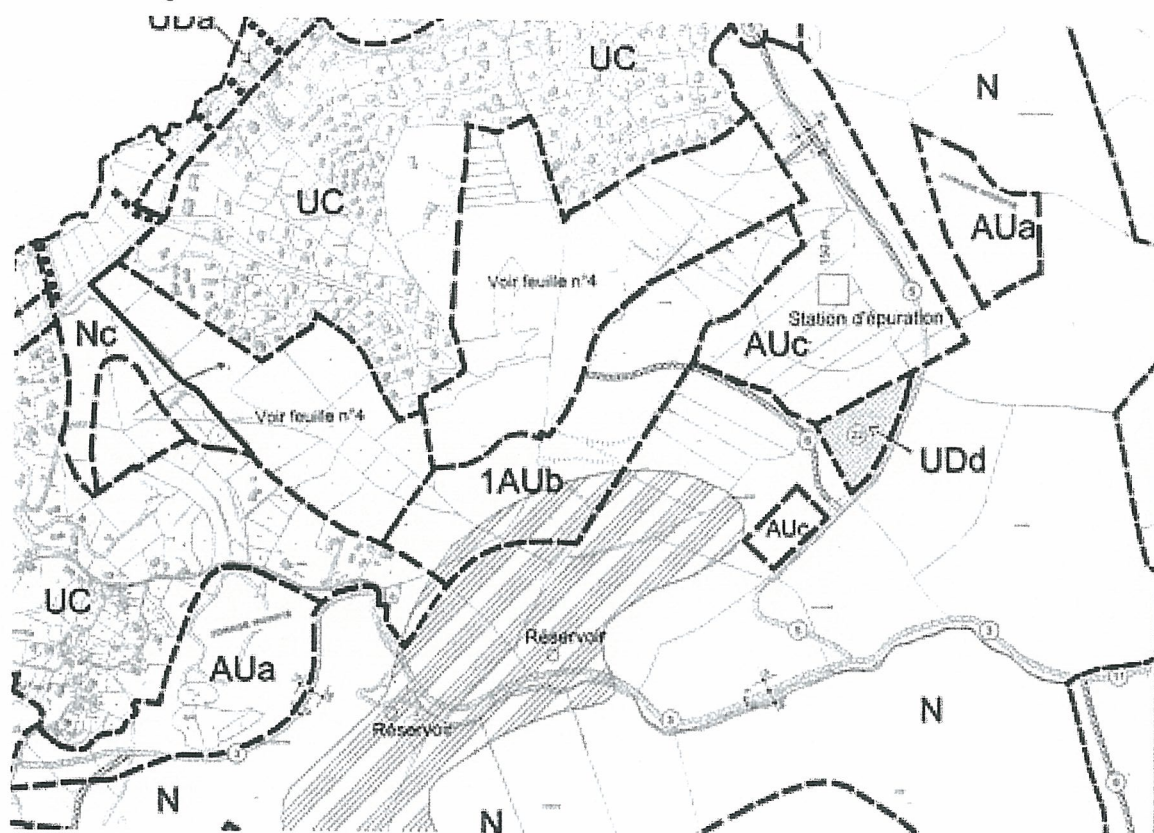 UDa
UC
N
UC
AUa
Voir feuille n°4
Station d'épuration
Nc
AUc
Voir feuille n°4
UDd
1AUb
AUc
UC
Réservoir
AUa
N
Réservoir
N
N